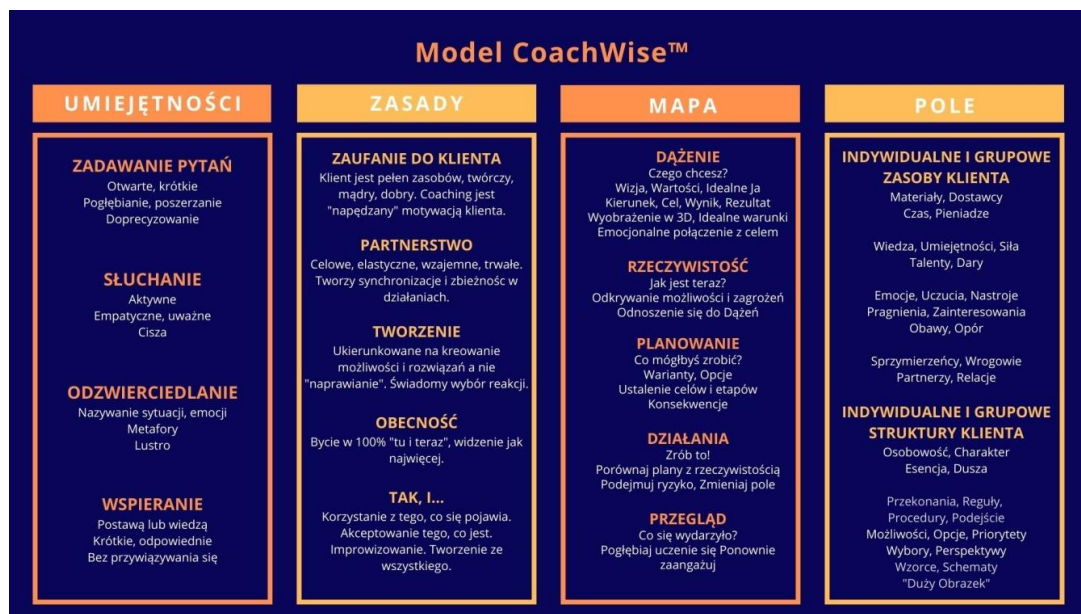 Model CoachWise™
UMIEJĘTNOŚCI
ZADAWANIE PYTAŃ
Otwarte, krótkie
Pogłębianie, poszerzanie
Doprecyzowanie
SŁUCHANIE
Aktywne
Empatyczne, uważne
Cisza
ODZWIERCIEDLANIE
Nazywanie sytuacji, emocji
Metafory
Lustro
WSPIERANIE
Postawą lub wiedzą
Krótkie, odpowiednie
Bez przywiązywania się
ZASADY
ZAUFANIE DO KLIENTA
Klient jest pełen zasobów, twórczy,
mądry, dobry. Coaching jest
"napędzany" motywacją klienta.
PARTNERSTWO
Celowe, elastyczne, wzajemne, trwałe.
Tworzy synchronizacje i zbieżnośc w
działaniach.
TWORZENIE
Ukierunkowane na kreowanie
możliwości i rozwiązań a nie
"naprawianie". Świadomy wybór reakcji.
OBECNOŚĆ
Bycie w 100% "tu i teraz", widzenie jak
najwięcej.
TAK, I...
Korzystanie z tego, co się pojawia.
Akceptowanie tego, co jest.
Improwizowanie. Tworzenie ze
wszystkiego.
MAPA
DĄŻENIE
Czego chcesz?
Wizja, Wartości, Idealne Ja
Kierunek, Cel, Wynik, Rezultat
Wyobrażenie w 3D, Idealne warunki
Emocjonalne połączenie z celem
RZECZYWISTOŚĆ
Jak jest teraz?
Odkrywanie możliwości i zagrożeń
Odnoszenie się do Dążeń
PLANOWANIE
Co mógłbyś zrobić?
Warianty, Opcje
Ustalenie celów i etapów
Konsekwencje
DZIAŁANIA
Zrób to!
Porównaj plany z rzeczywistością
Podejmuj ryzyko, Zmieniaj pole
PRZEGLĄD
Co się wydarzyło?
Pogłębiaj uczenie się Ponownie
zaangażuj
POLE
INDYWIDUALNE I GRUPOWE
ZASOBY KLIENTA
Materiały, Dostawcy
Czas, Pieniadze
Wiedza, Umiejętności, Siła
Talenty, Dary
Emocje, Uczucia, Nastroje
Pragnienia, Zainteresowania
Obawy, Opór
Sprzymierzeńcy, Wrogowie
Partnerzy, Relacje
INDYWIDUALNE I GRUPOWE
STRUKTURY KLIENTA
Osobowość, Charakter
Esencja, Dusza
Przekonania, Reguły,
Procedury, Podejście
Możliwości, Opcje, Priorytety
Wybory, Perspektywy
Wzorce, Schematy
"Duży Obrazek"